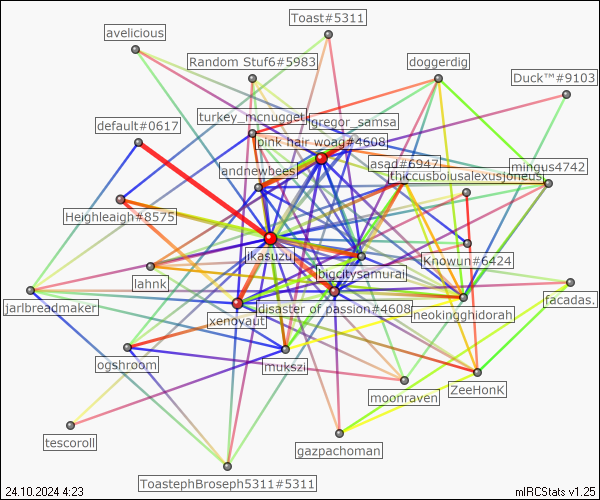 Toast#5311
avelicious
Random Stuf6#5983
doggerdig
Duck™#9103
turkey_mcnugget
gregor_samsa
default#0617
pink hair woag#4608
asad#6947
mingus4742
andnewbees
thiccusboiusalexusjoneus
Heighleaigh#8575
ikasuzu
Knowun#6424
lahnk
bigcitysamurai
jarlbreadmaker
disaster of passion#4608
neokingghidorah
facadas.
xenovaut
ogshroom
mukszi
moonraven
ZeeHonK
tescoroll
gazpachoman
ToastephBroseph5311#5311
24.10.2024 4:23
mIRCStats v1.25